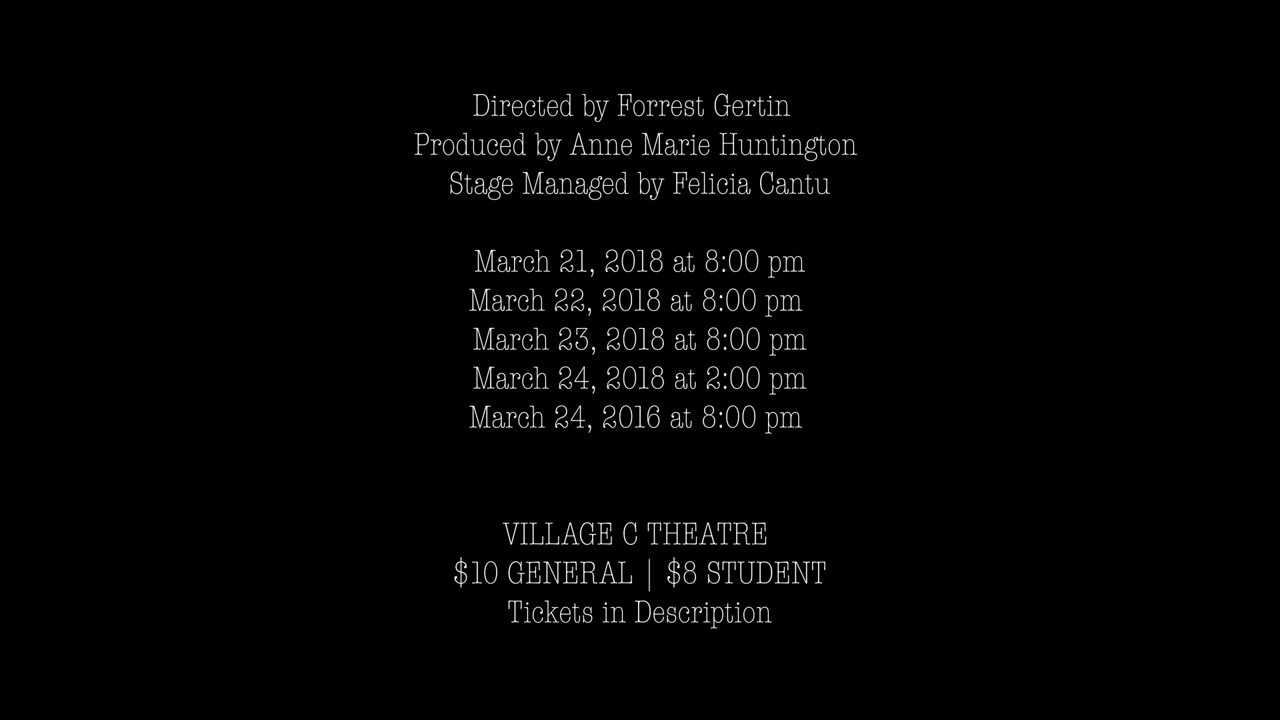 Directed by Forrest Gertin
Produced by Anne Marie Huntington
Stage Managed by Felicia Cantu
March 21, 2018 at 8:00 pm
March 22, 2018 at 8:00 pm
March 23, 2018 at 8:00 pm
March 24, 2018 at 2:00 pm
March 24, 2016 at 8:00 pm
VILLAGE C THEATRE
$10 GENERAL | $8 STUDENT
Tickets in Description